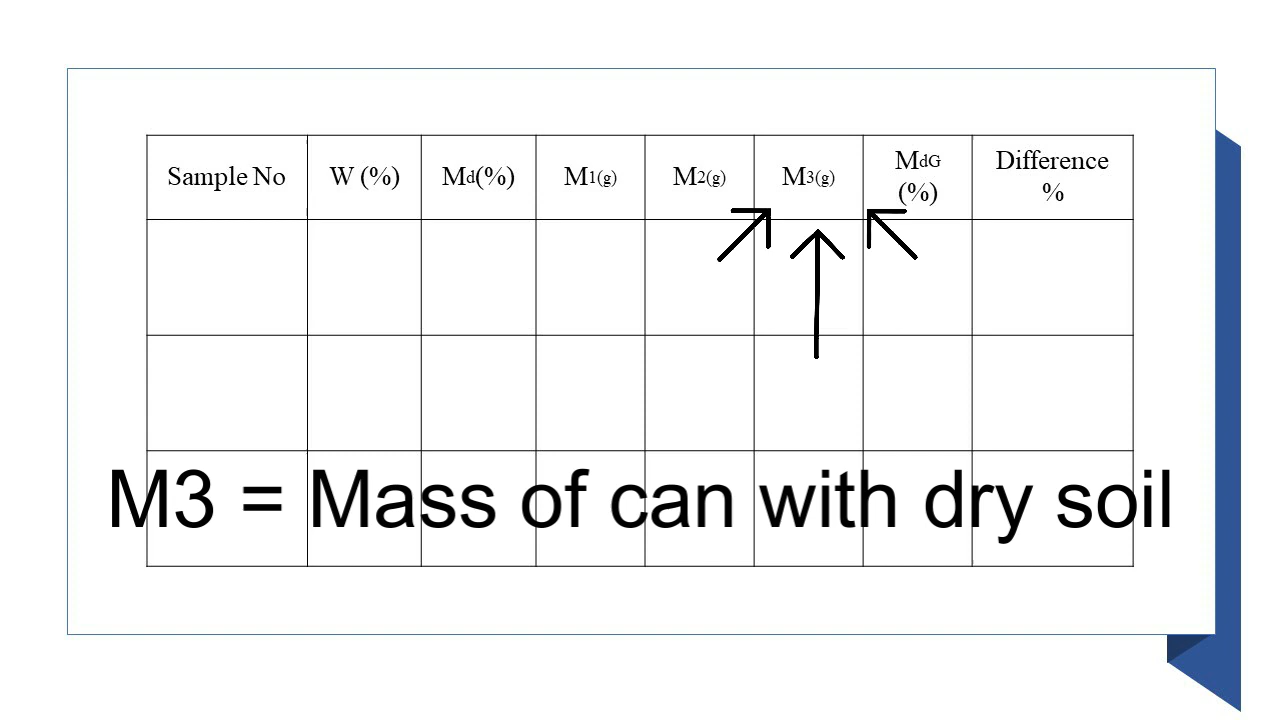 Sample No W (%) Md(%) M1(g) M2(g) M3(g) MdG (%) Difference %
M3 = Mass of can with dry soil